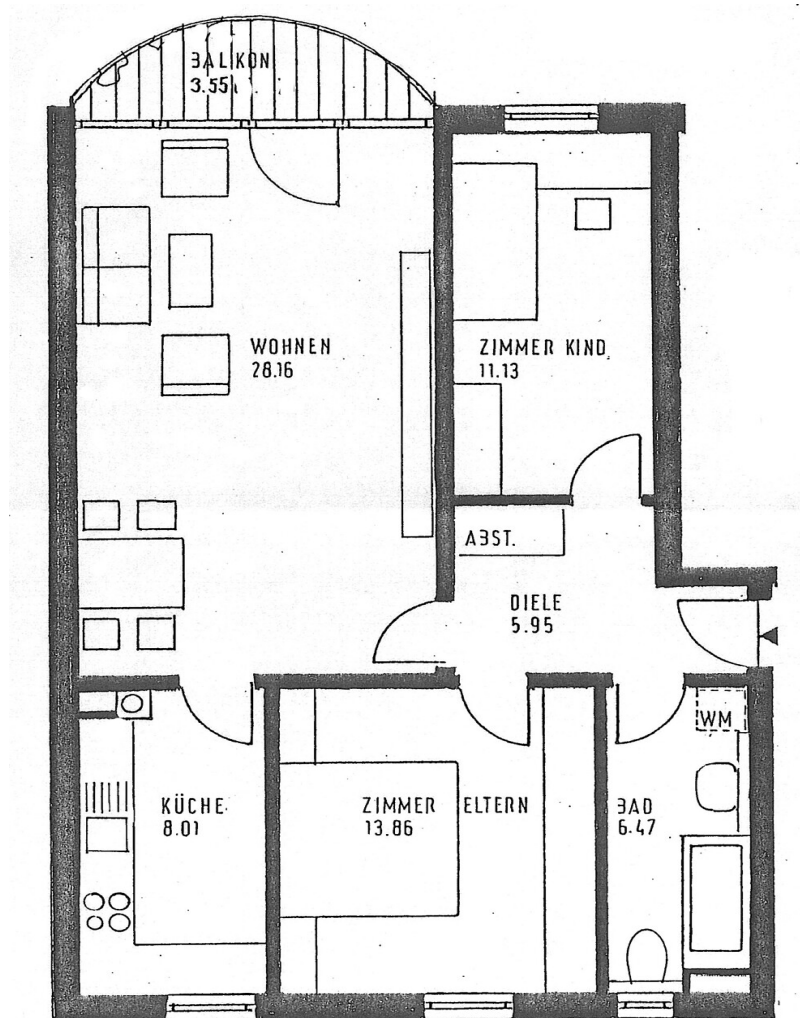 BALKON
3.55
WOHNEN
28.16
ZIMMER KIND
11.13
ABST.
DIELE
5.95
WM
KÜCHE
8.01
ZIMMER ELTERN
13.86
BAD
6.47